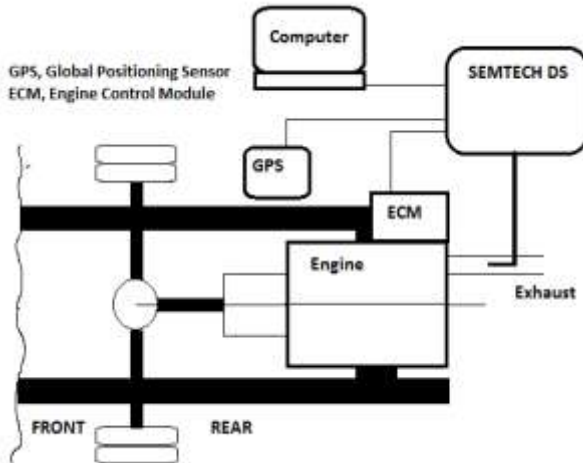 Computer
GPS, Global Positioning Sensor
ECM, Engine Control Module
SEMTECH DS
GPS
ECM
Engine
Exhaust
FRONT
REAR